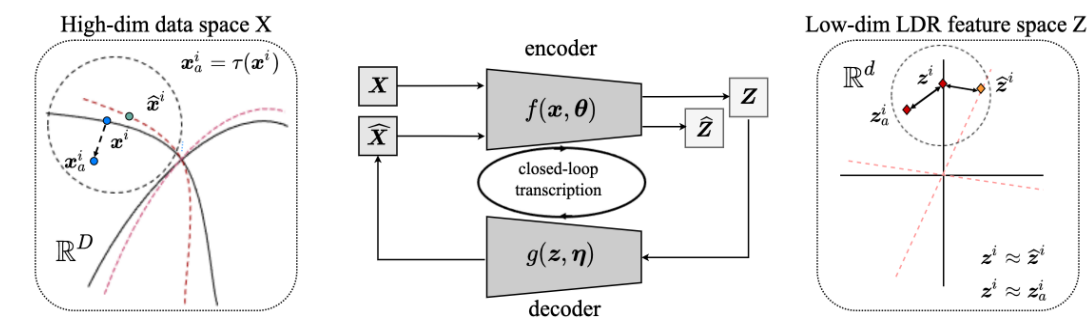 High-dim data space X
x_a^i = τ(x^i)
x̂^i
x^i
x_a^i
ℝ^D
encoder
X
f(x, θ)
Z
X̂
Ẑ
closed-loop
transcription
g(z, η)
decoder
Low-dim LDR feature space Z
ℝ^d
z^i
ẑ^i
z_a^i
z^i ≈ ẑ^i
z^i ≈ z_a^i